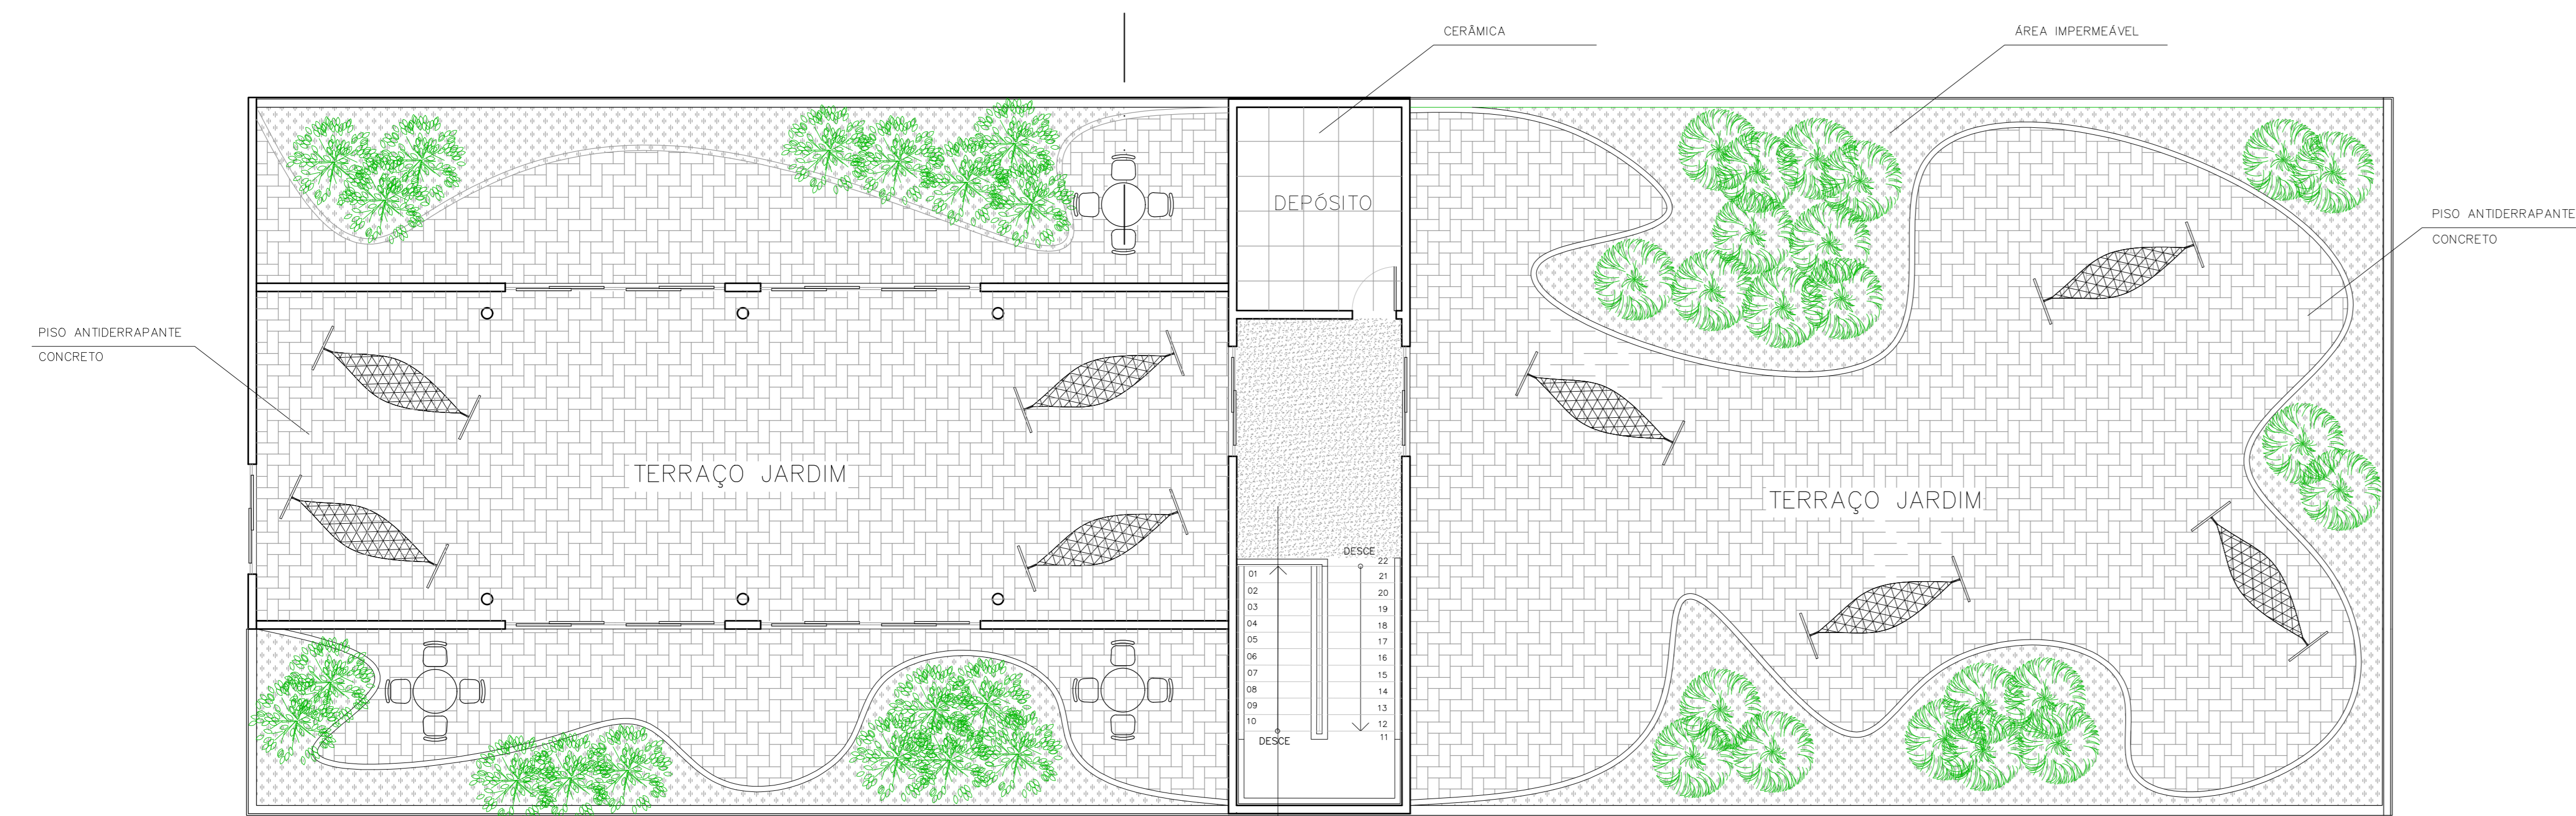 CERÂMICA
ÁREA IMPERMEÁVEL
DEPÓSITO
PISO ANTIDERRAPANTE
CONCRETO
PISO ANTIDERRAPANTE
CONCRETO
TERRAÇO JARDIM
TERRAÇO JARDIM
DESCE
22
01
21
02
20
03
19
04
18
05
17
06
16
07
15
08
14
09
13
10
12
11
DESCE